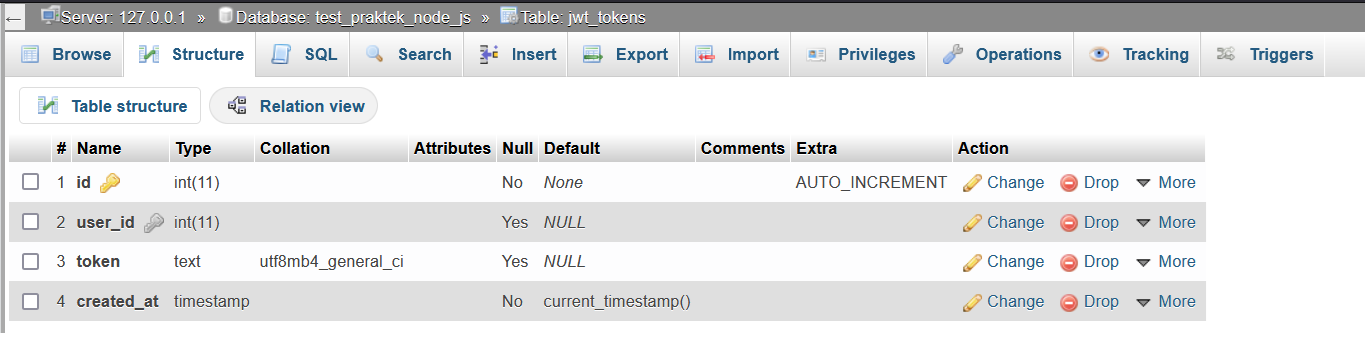 ← Server: 127.0.0.1 » Database: test_praktek_node_js » Table: jwt_tokens
Browse Structure SQL Search Insert Export Import Privileges Operations Tracking Triggers
Table structure Relation view
# Name Type Collation Attributes Null Default Comments Extra Action
1 id int(11) No None AUTO_INCREMENT Change Drop More
2 user_id int(11) Yes NULL Change Drop More
3 token text utf8mb4_general_ci Yes NULL Change Drop More
4 created_at timestamp No current_timestamp() Change Drop More